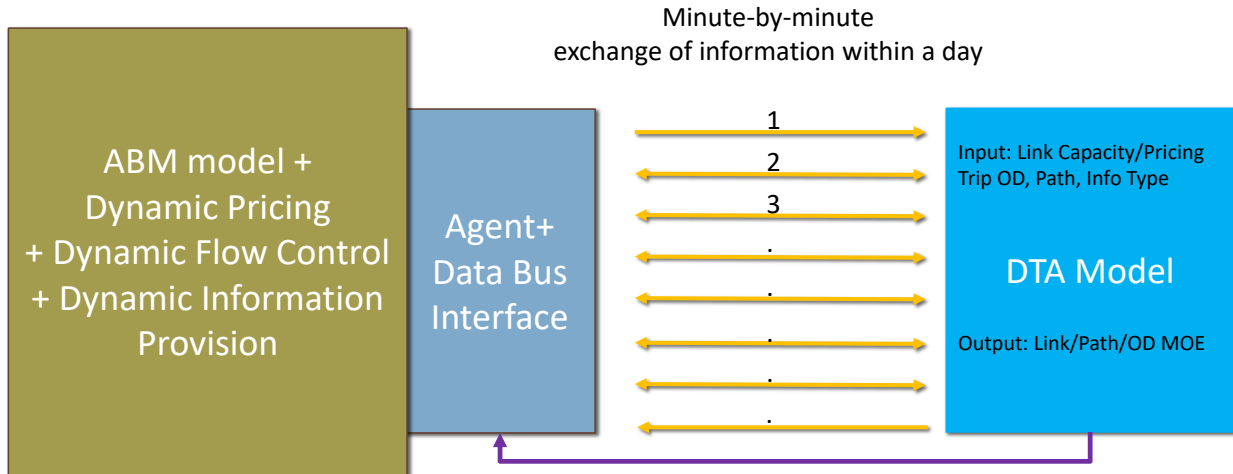 Minute-by-minute
exchange of information within a day
ABM model +
Dynamic Pricing
+ Dynamic Flow Control
+ Dynamic Information
Provision
Agent+
Data Bus
Interface
1
2
3
.
.
.
.
.
Input: Link Capacity/Pricing
Trip OD, Path, Info Type
DTA Model
Output: Link/Path/OD MOE